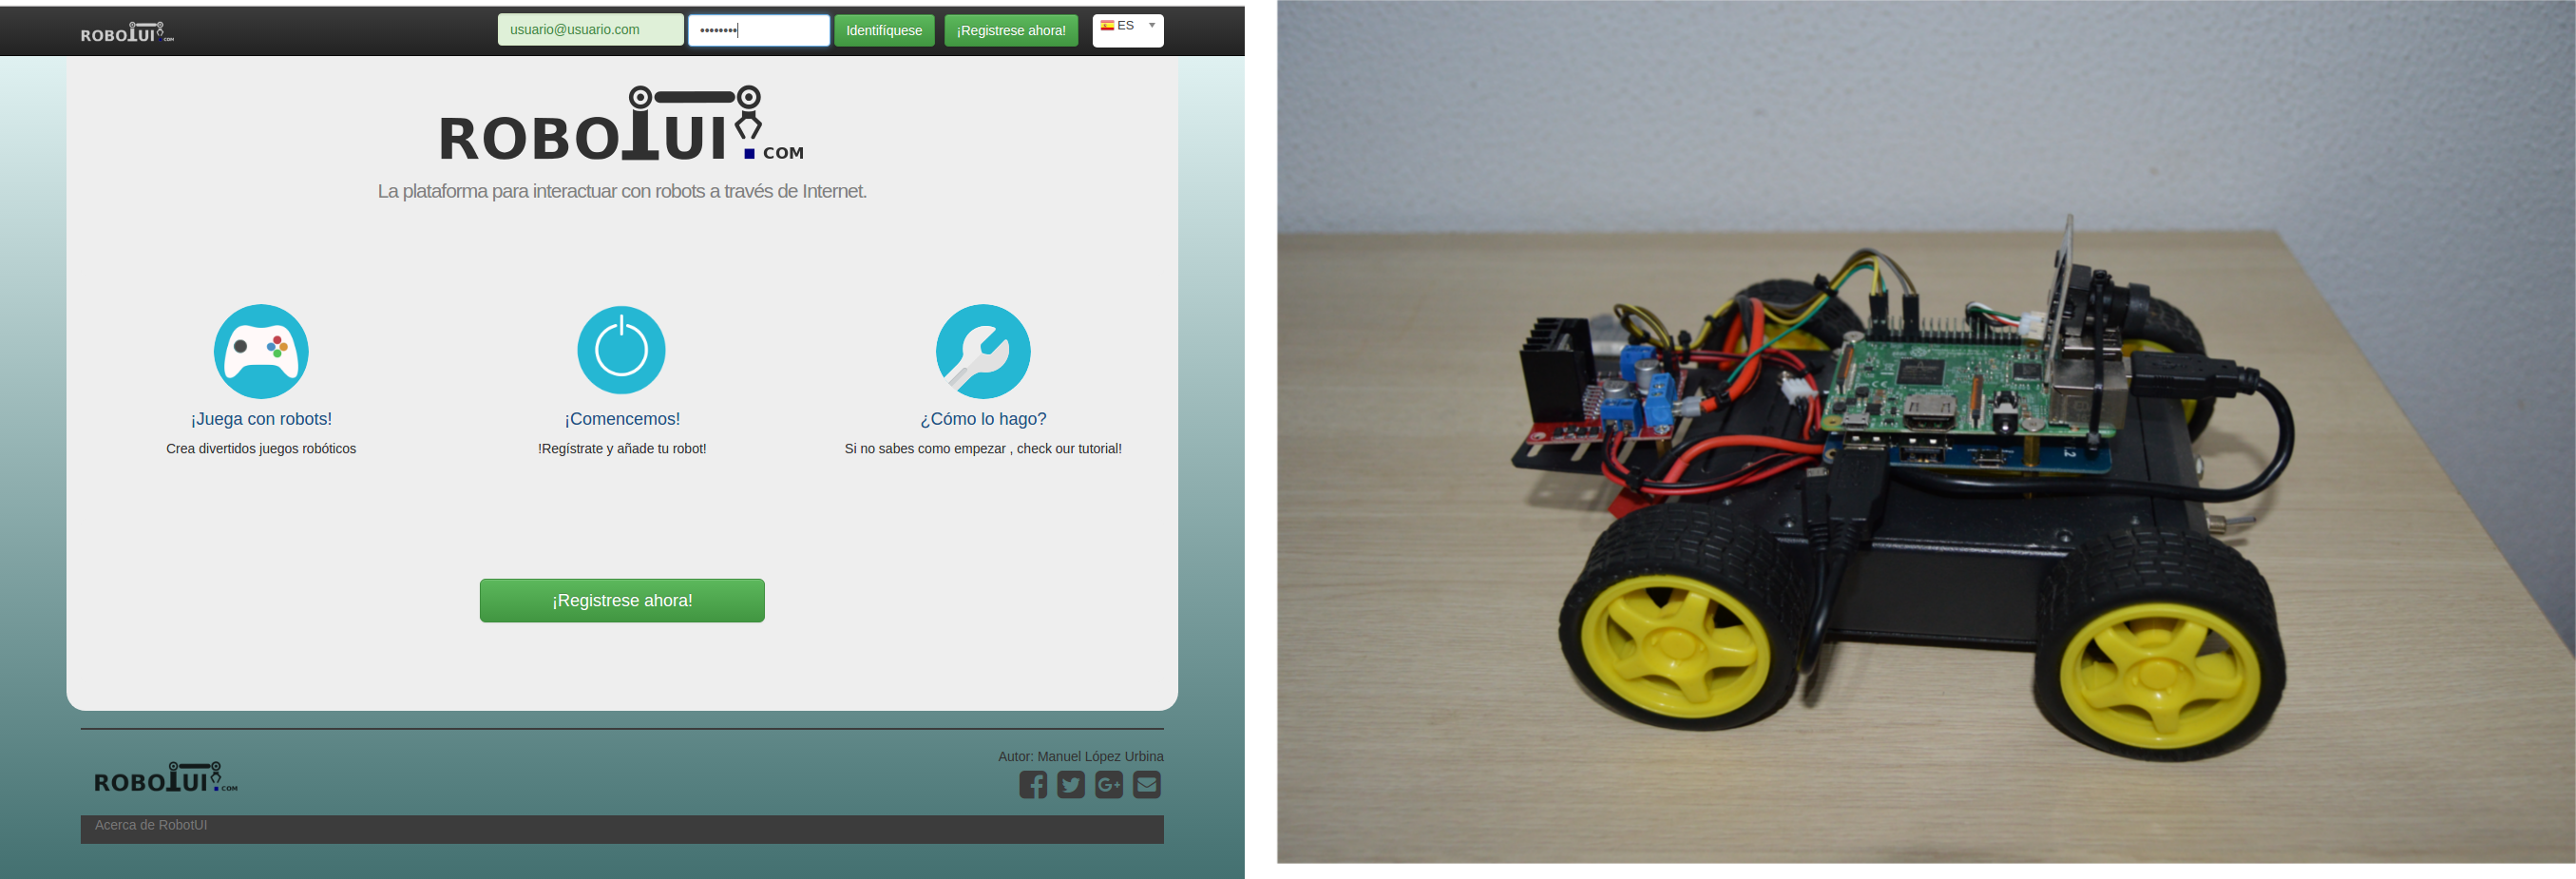 ROBOTUI.COM
usuario@usuario.com
••••••••
Identifíquese
¡Registrese ahora!
ES
ROBOTUI.COM
La plataforma para interactuar con robots a través de Internet.
¡Juega con robots!
Crea divertidos juegos robóticos
¡Comencemos!
!Regístrate y añade tu robot!
¿Cómo lo hago?
Si no sabes como empezar , check our tutorial!
¡Registrese ahora!
Autor: Manuel López Urbina
ROBOTUI.COM
Acerca de RobotUI